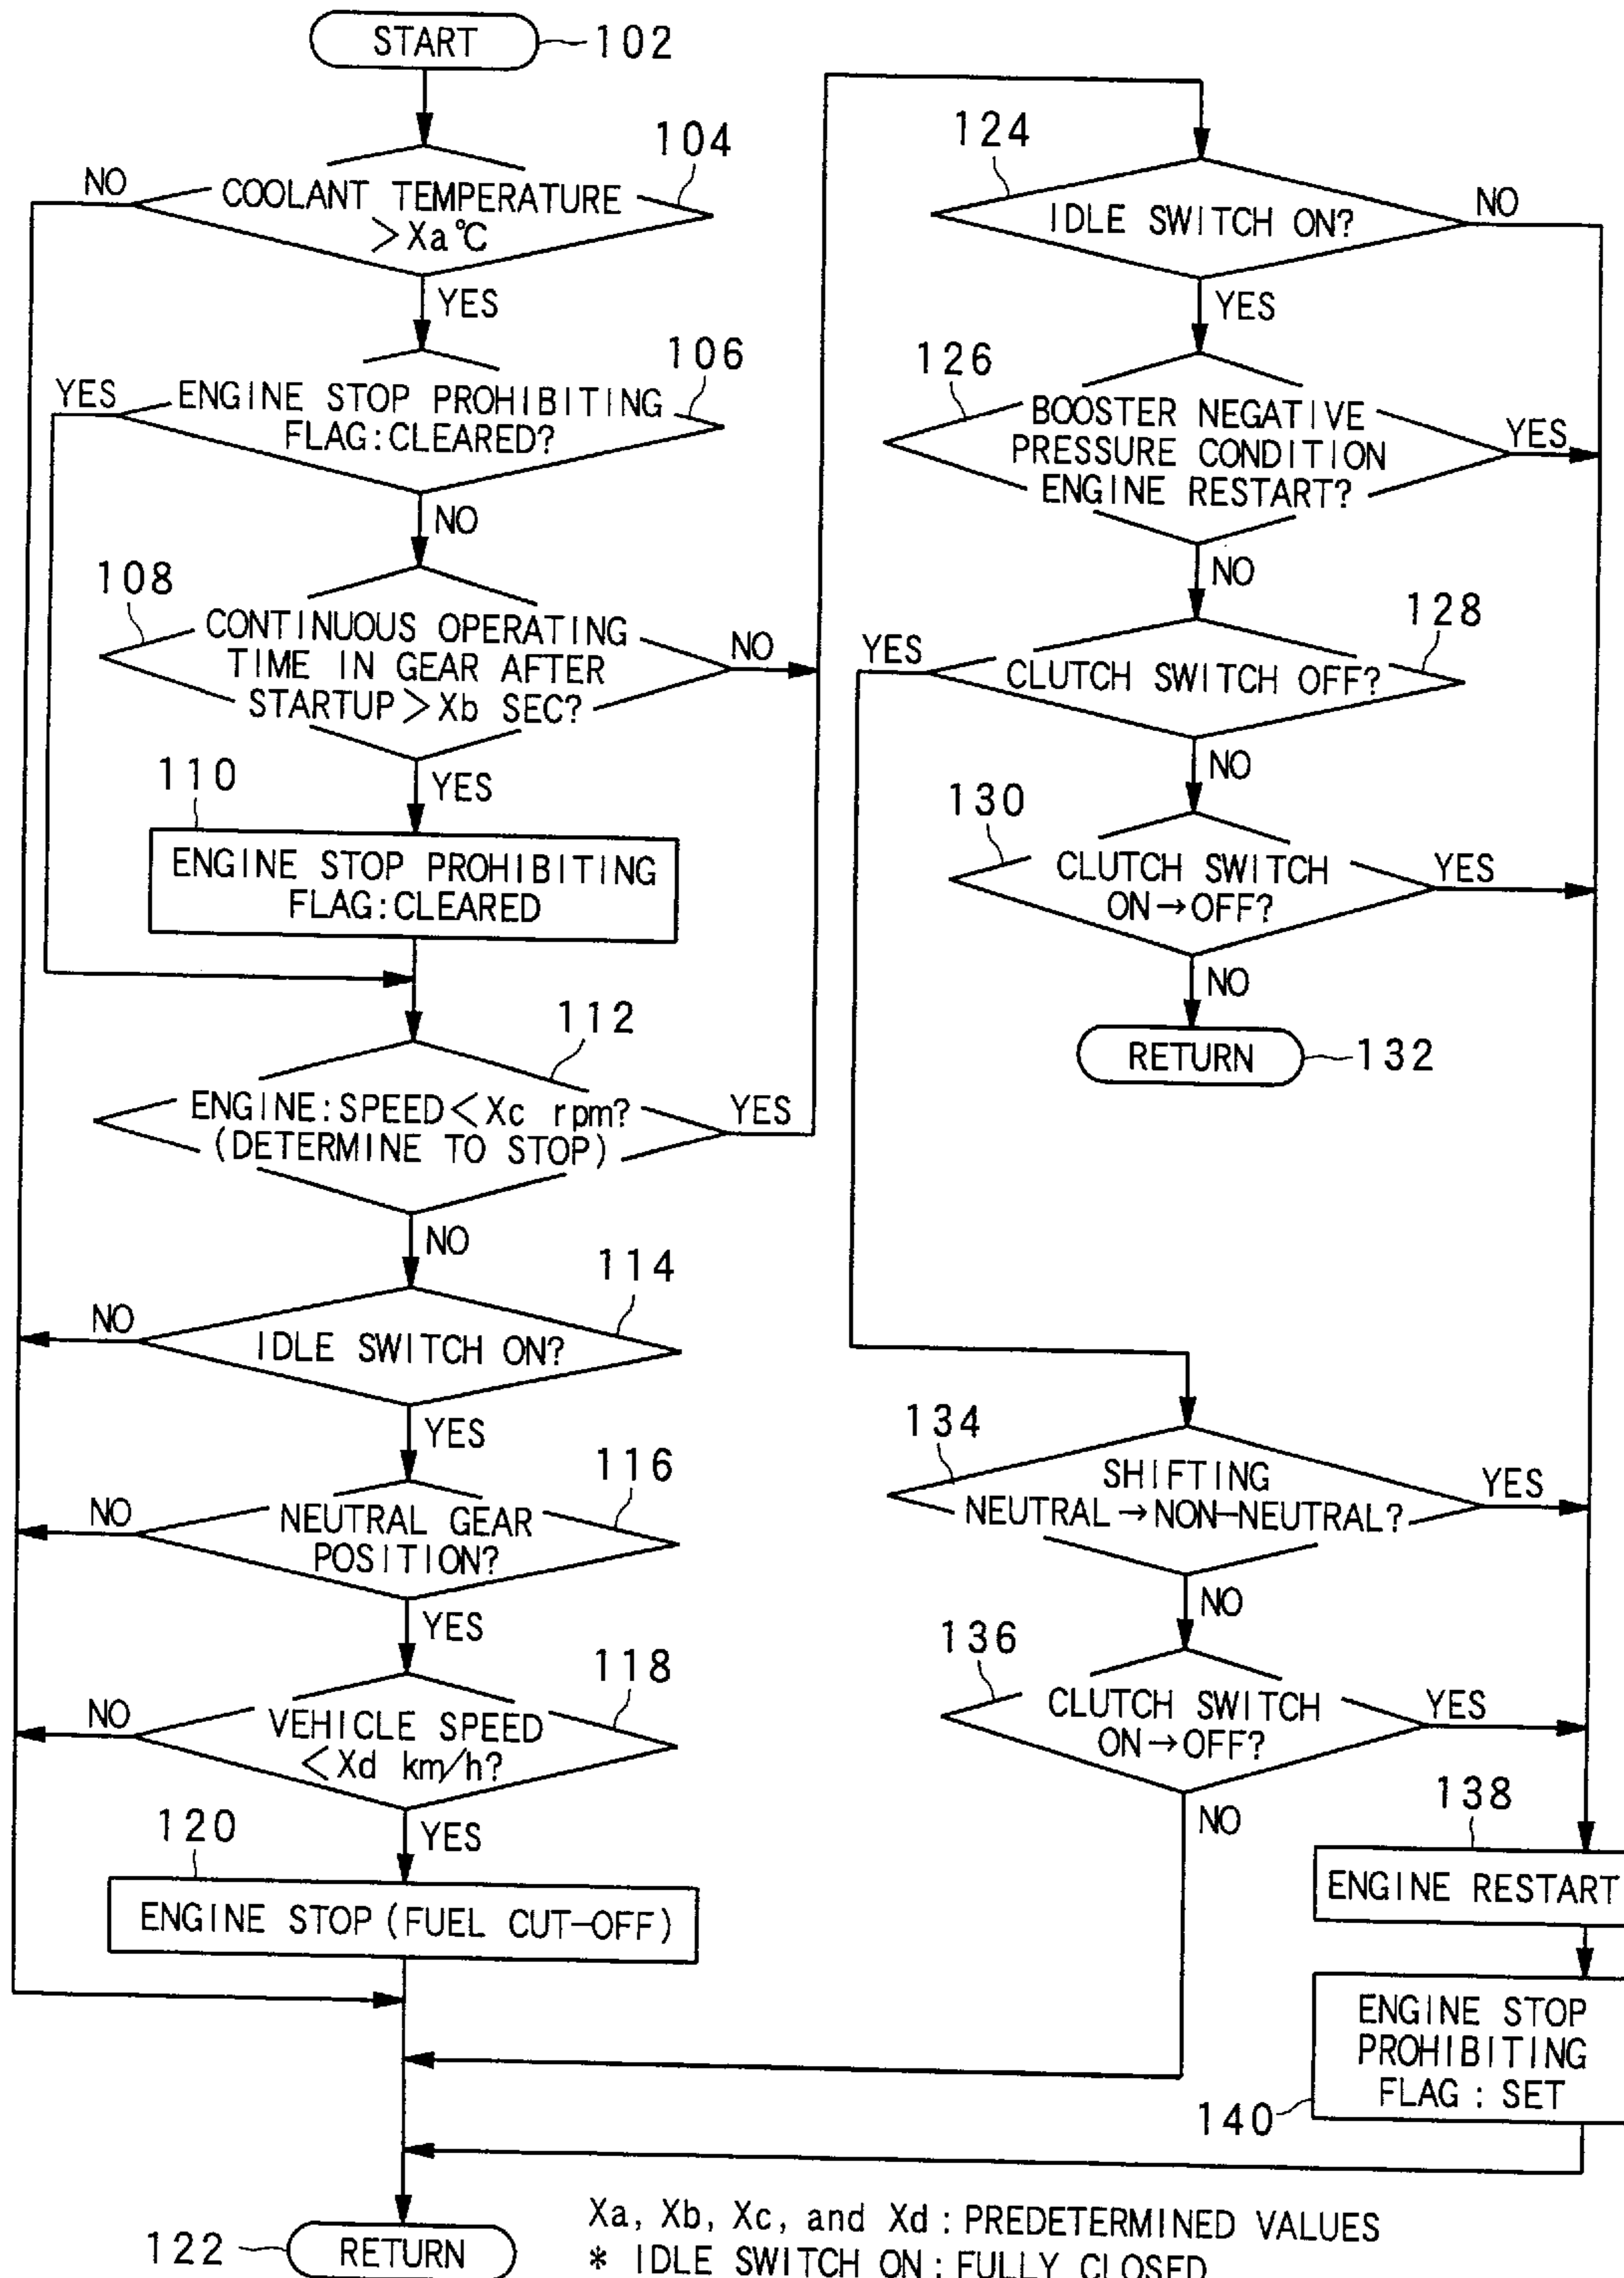 START
102
104
NO
COOLANT TEMPERATURE
>Xa℃
YES
106
YES
ENGINE STOP PROHIBITING
FLAG:CLEARED?
NO
108
CONTINUOUS OPERATING
TIME IN GEAR AFTER
STARTUP>Xb SEC?
NO
YES
110
ENGINE STOP PROHIBITING
FLAG:CLEARED
112
ENGINE:SPEED<Xc rpm?
(DETERMINE TO STOP)
YES
NO
114
NO
IDLE SWITCH ON?
YES
116
NO
NEUTRAL GEAR
POSITION?
YES
118
NO
VEHICLE SPEED
<Xd km/h?
YES
120
ENGINE STOP (FUEL CUT-OFF)
122
RETURN
124
IDLE SWITCH ON?
NO
YES
126
BOOSTER NEGATIVE
PRESSURE CONDITION
ENGINE RESTART?
YES
NO
128
YES
CLUTCH SWITCH OFF?
NO
130
CLUTCH SWITCH
ON→OFF?
YES
NO
RETURN
132
134
SHIFTING
NEUTRAL→NON-NEUTRAL?
YES
NO
136
CLUTCH SWITCH
ON→OFF?
YES
NO
138
ENGINE RESTART
ENGINE STOP
PROHIBITING
FLAG : SET
140
Xa, Xb, Xc, and Xd : PREDETERMINED VALUES
* IDLE SWITCH ON : FULLY CLOSED